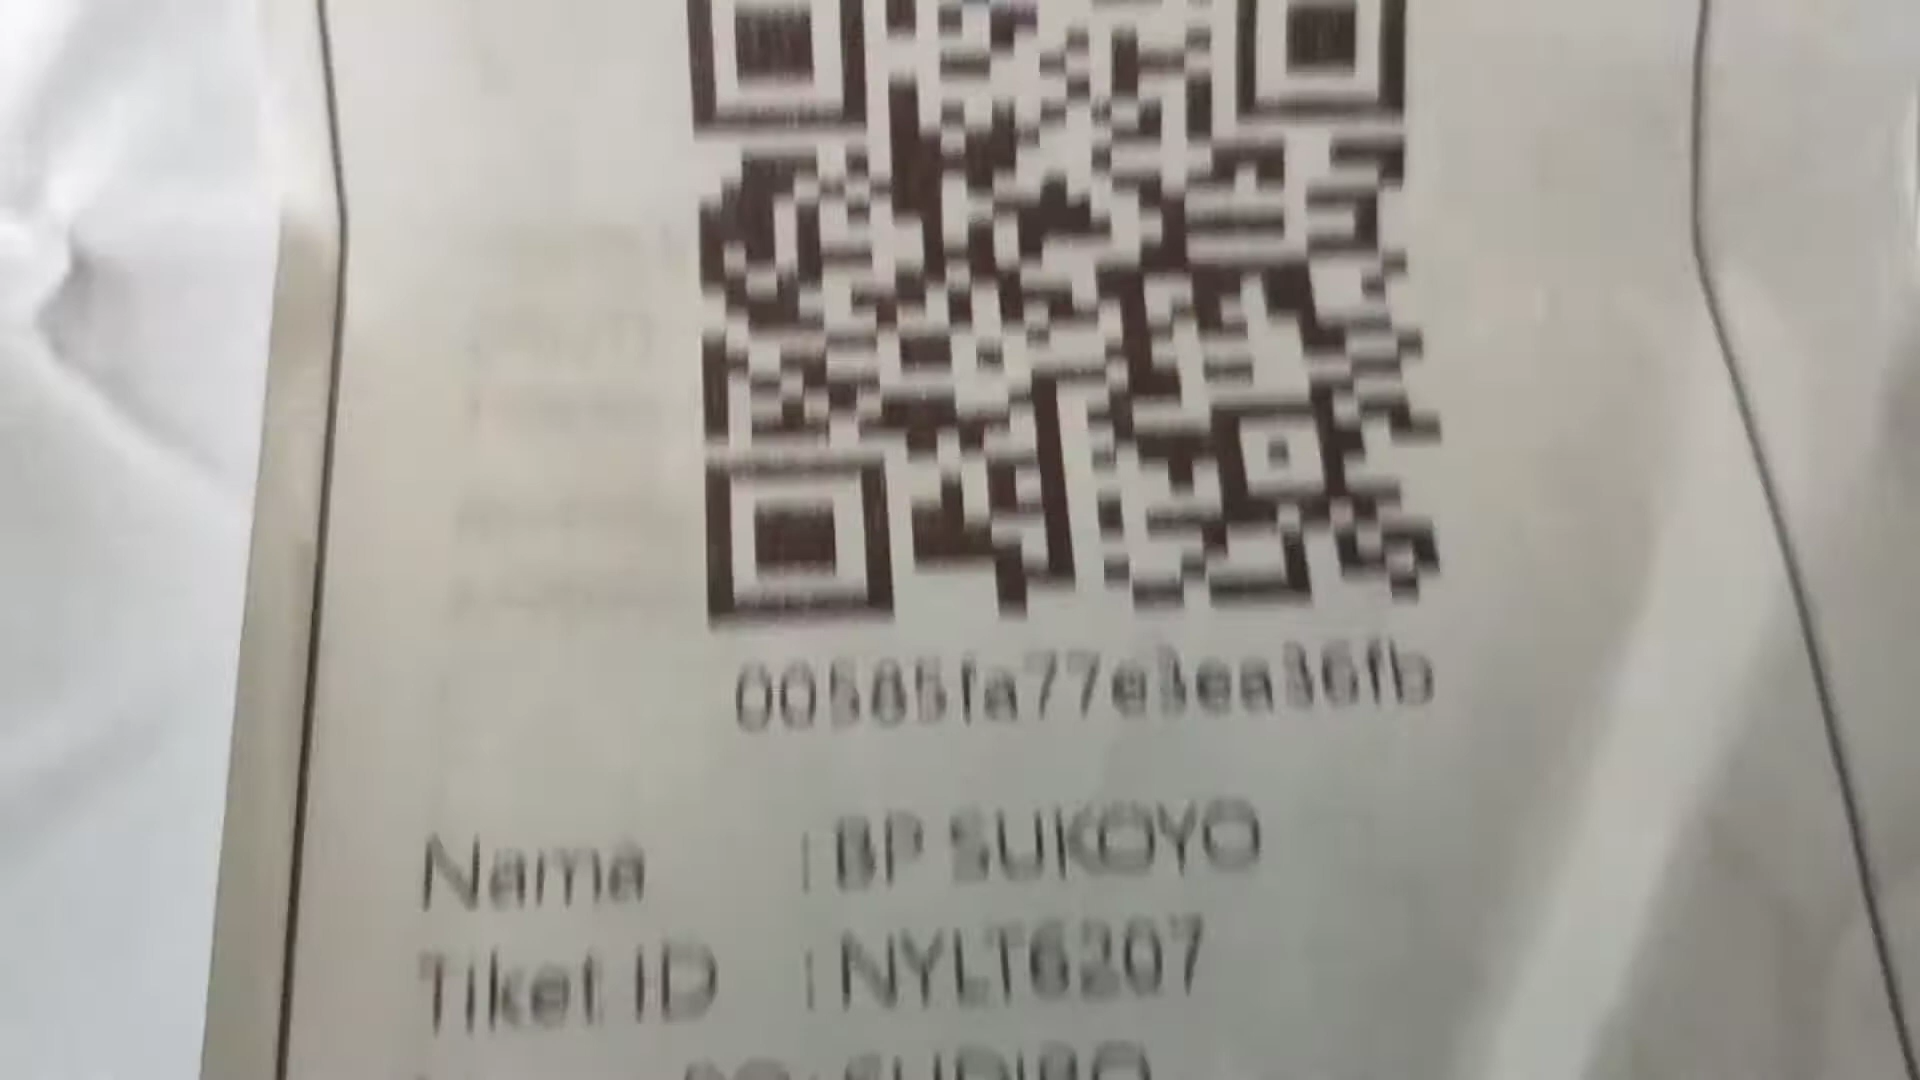 00585fa77e3ea36fb
Nama : BP SUKOYO
Tiket ID : NYLT6207